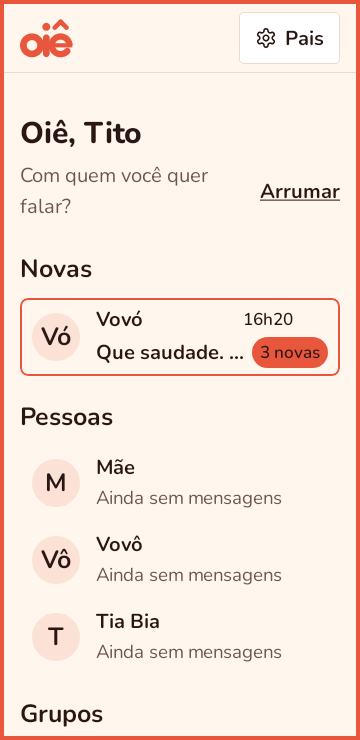 oiê
Pais
Oiê, Tito
Com quem você quer
falar?
Arrumar
Novas
Vó
Vovó
16h20
Que saudade. ...
3 novas
Pessoas
M
Mãe
Ainda sem mensagens
Vô
Vovô
Ainda sem mensagens
T
Tia Bia
Ainda sem mensagens
Grupos